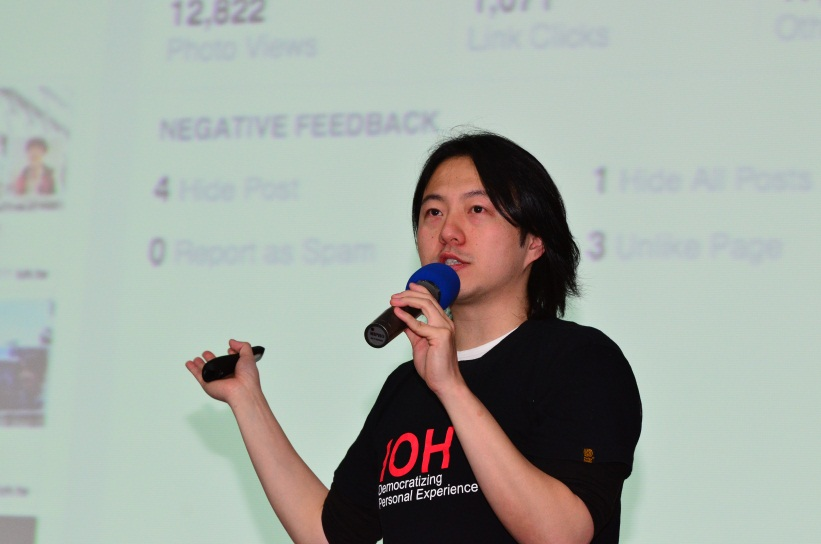 12,822
Photo Views
Link Clicks
NEGATIVE FEEDBACK
4 Hide Post
1 Hide All Posts
0 Report as Spam
3 Unlike Page
IOH
Democratizing
Personal Experience